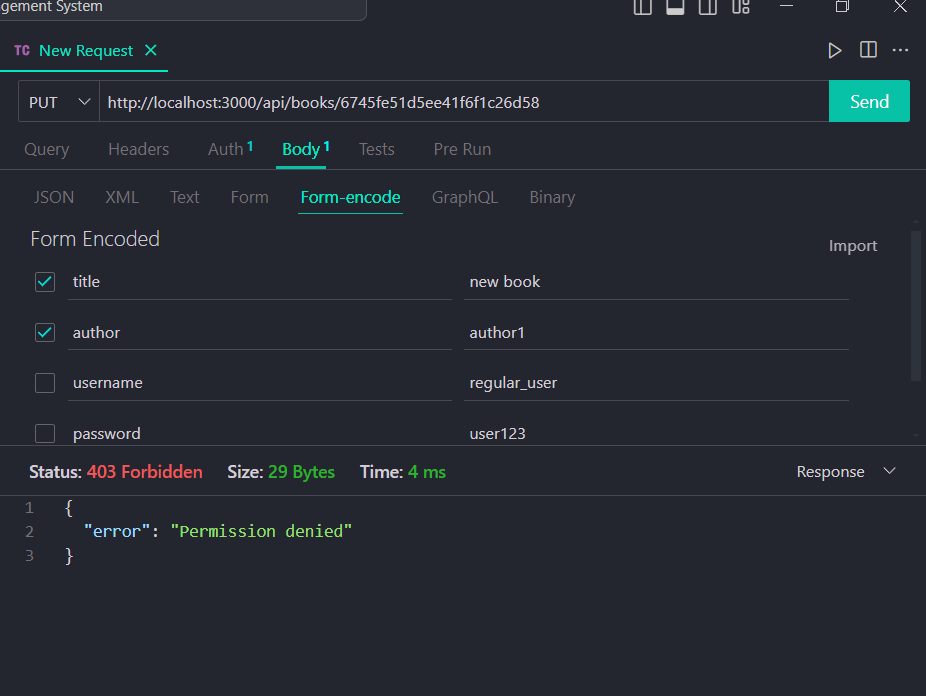 gement System
TC New Request
PUT http://localhost:3000/api/books/6745fe51d5ee41f6f1c26d58 Send
Query Headers Auth 1 Body 1 Tests Pre Run
JSON XML Text Form Form-encode GraphQL Binary
Form Encoded
Import
title new book
author author1
username regular_user
password user123
Status: 403 Forbidden Size: 29 Bytes Time: 4 ms Response
1 {
2 "error": "Permission denied"
3 }